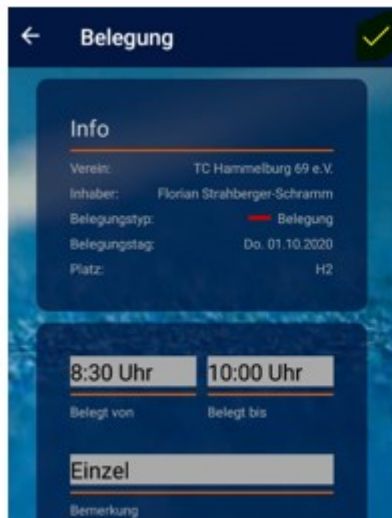 Belegung
Info
Verein: TC Hammelburg 69 e.V.
Inhaber: Florian Strahberger-Schramm
Belegungstyp: Belegung
Belegungstag: Do. 01.10.2020
Platz: H2
8:30 Uhr 10:00 Uhr
Belegt von Belegt bis
Einzel
Bemerkung